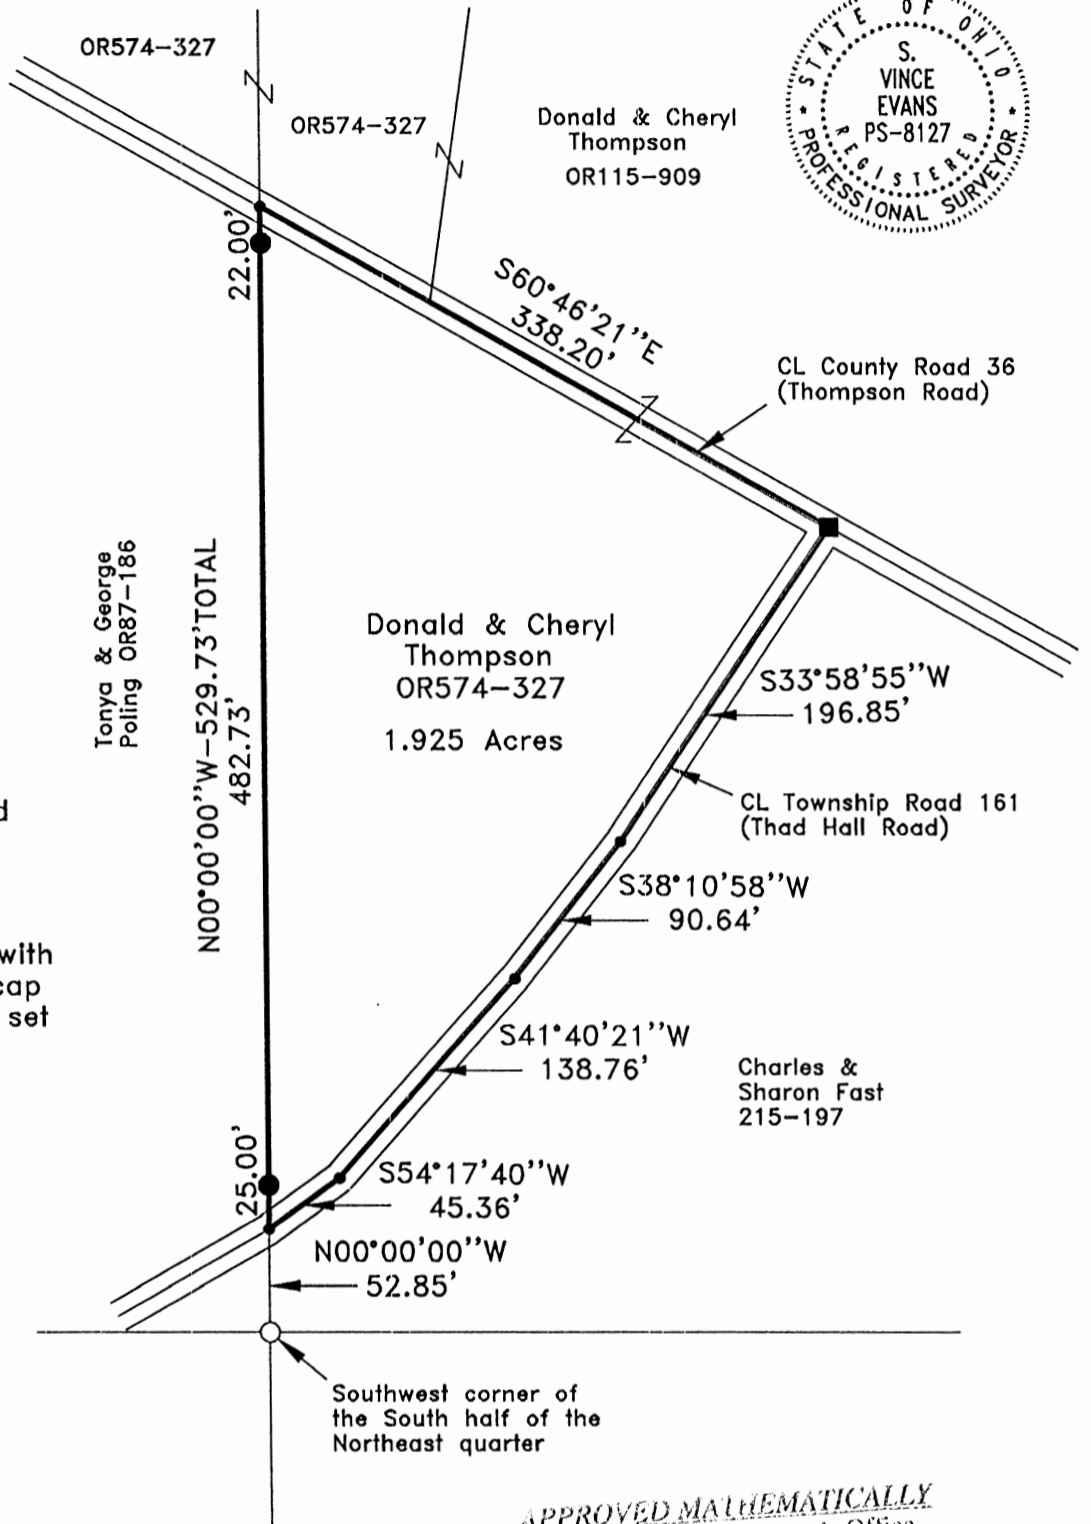 STATE OF OHIO
S.
VINCE
EVANS
PS-8127
REGISTERED
PROFESSIONAL SURVEYOR
OR574-327
OR574-327
Donald & Cheryl
Thompson
OR115-909
22.00'
S60°46'21"E
338.20'
CL County Road 36
(Thompson Road)
Tonya & George
Poling OR87-186
N00°00'00"W-529.73'TOTAL
482.73'
Donald & Cheryl
Thompson
OR574-327
1.925 Acres
S33°58'55"W
196.85'
CL Township Road 161
(Thad Hall Road)
S38°10'58"W
90.64'
with
set
S41°40'21"W
138.76'
Charles &
Sharon Fast
215-197
25.00'
S54°17'40"W
45.36'
N00°00'00"W
52.85'
Southwest corner of
the South half of the
Northeast quarter
APPROVED MATHEMATICALLY
Office